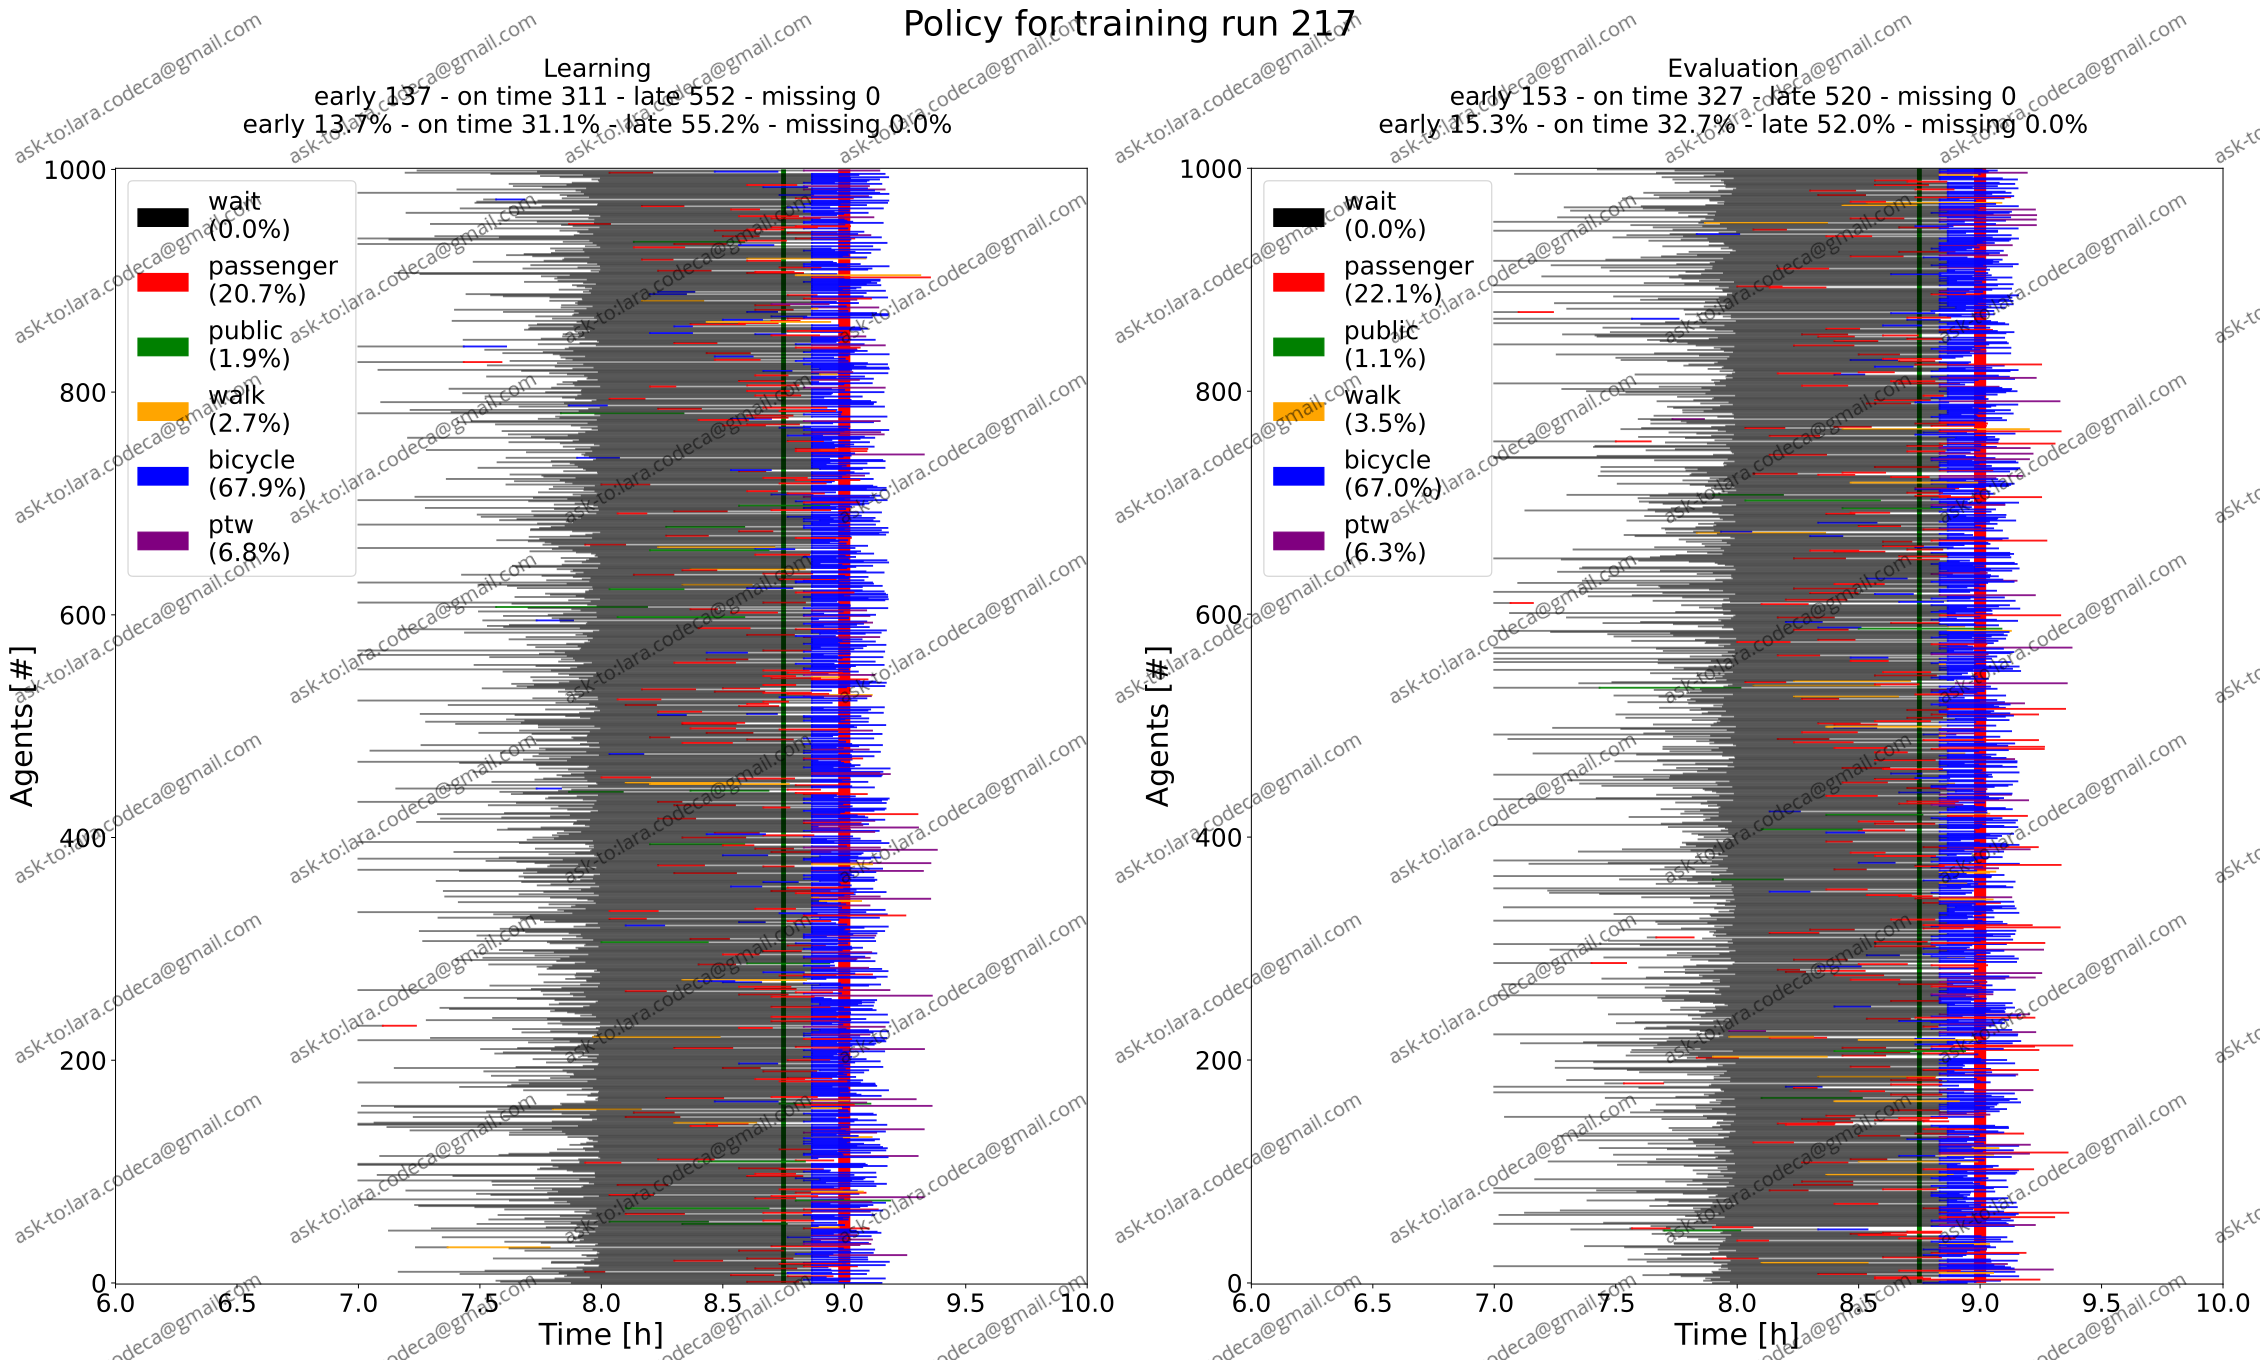 Policy for training run 217
Learning
early 137 - on time 311 - late 552 - missing 0
early 13.7% - on time 31.1% - late 55.2% - missing 0.0%
1000
800
600
400
200
0
Agents [#]
wait
(0.0%)
passenger
(20.7%)
public
(1.9%)
walk
(2.7%)
bicycle
(67.9%)
ptw
(6.8%)
6.0 6.5 7.0 7.5 8.0 8.5 9.0 9.5 10.0
Time [h]
Evaluation
early 153 - on time 327 - late 520 - missing 0
early 15.3% - on time 32.7% - late 52.0% - missing 0.0%
1000
800
600
400
200
0
Agents [#]
wait
(0.0%)
passenger
(22.1%)
public
(1.1%)
walk
(3.5%)
bicycle
(67.0%)
ptw
(6.3%)
6.0 6.5 7.0 7.5 8.0 8.5 9.0 9.5 10.0
Time [h]
ask-to:lara.codeca@gmail.com